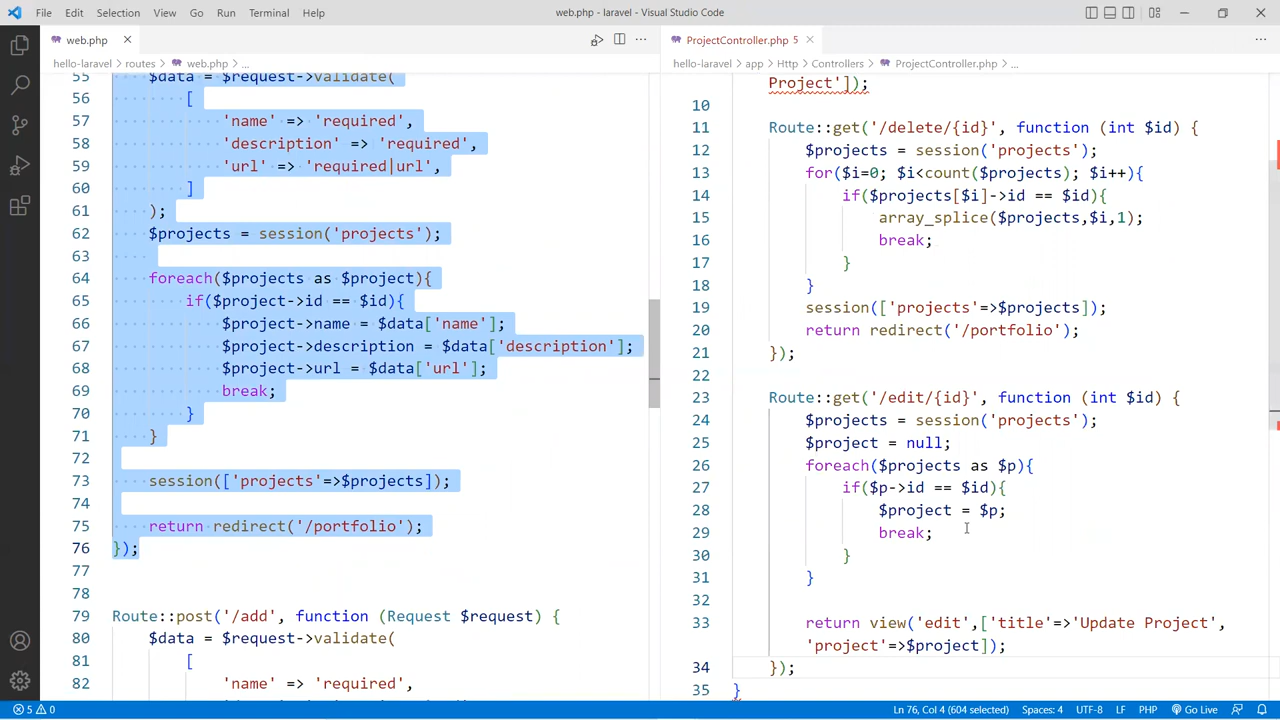 File Edit Selection View Go Run Terminal Help
web.php - laravel - Visual Studio Code
web.php
hello-laravel > routes > web.php > ...
55 $data = $request->validate(
56 [
57 'name' => 'required',
58 'description' => 'required',
59 'url' => 'required|url',
60 ]
61 );
62 $projects = session('projects');
63
64 foreach($projects as $project){
65 if($project->id == $id){
66 $project->name = $data['name'];
67 $project->description = $data['description'];
68 $project->url = $data['url'];
69 break;
70 }
71 }
72
73 session(['projects'=>$projects]);
74
75 return redirect('/portfolio');
76 });
77
78
79 Route::post('/add', function (Request $request) {
80 $data = $request->validate(
81 [
82 'name' => 'required',
ProjectController.php 5
hello-laravel > app > Http > Controllers > ProjectController.php > ...
Project']);
10
11 Route::get('/delete/{id}', function (int $id) {
12 $projects = session('projects');
13 for($i=0; $i<count($projects); $i++){
14 if($projects[$i]->id == $id){
15 array_splice($projects,$i,1);
16 break;
17 }
18 }
19 session(['projects'=>$projects]);
20 return redirect('/portfolio');
21 });
22
23 Route::get('/edit/{id}', function (int $id) {
24 $projects = session('projects');
25 $project = null;
26 foreach($projects as $p){
27 if($p->id == $id){
28 $project = $p;
29 break;
30 }
31 }
32
33 return view('edit',['title'=>'Update Project',
'project'=>$project]);
34 });
35 }
5 0
Ln 76, Col 4 (604 selected) Spaces: 4 UTF-8 LF PHP Go Live